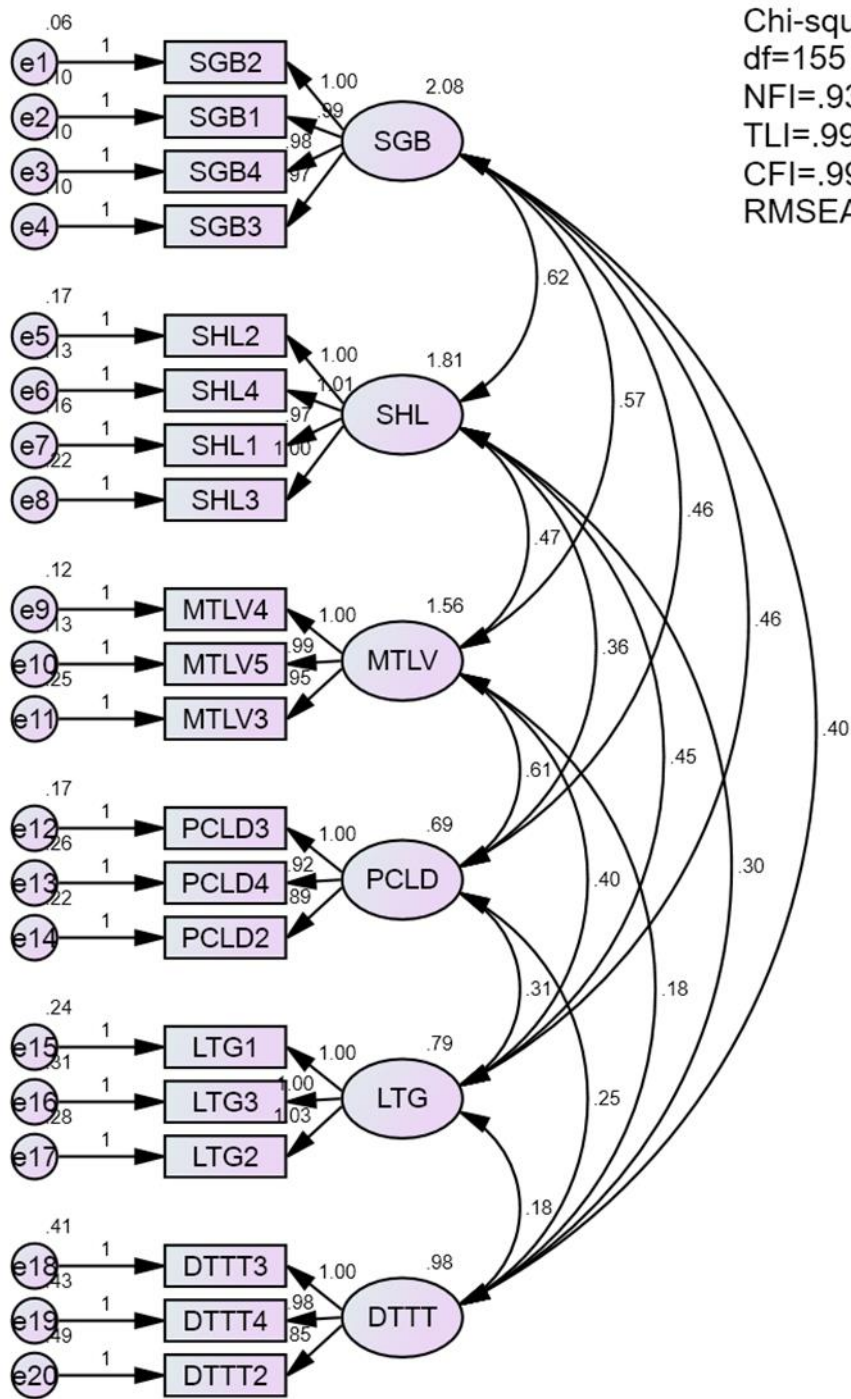 Chi-squ
df=155
NFI=.93
TLI=.99
CFI=.99
RMSEA
.06
e1 1 SGB2 1.00 2.08
.10
e2 1 SGB1 .99 SGB
.10
e3 1 SGB4 .98
.10 .97
e4 1 SGB3
.62
.17
e5 1 SHL2 1.00 1.81
.13
e6 1 SHL4 1.01 SHL
.16
e7 1 SHL1 .97
.22 1.00
e8 1 SHL3
.57
.46
.47
.12
e9 1 MTLV4 1.00 1.56
.13
e10 1 MTLV5 .99 MTLV
.25 .95
e11 1 MTLV3
.36
.46
.40
.61
.45
.17
e12 1 PCLD3 1.00 .69
.26
e13 1 PCLD4 .92 PCLD
.22 .89
e14 1 PCLD2
.40
.30
.31
.18
.24
e15 1 LTG1 1.00 .79
.31
e16 1 LTG3 1.00 LTG
.28 1.03
e17 1 LTG2
.25
.18
.41
e18 1 DTTT3 1.00 .98
.43
e19 1 DTTT4 .98 DTTT
.49 .85
e20 1 DTTT2